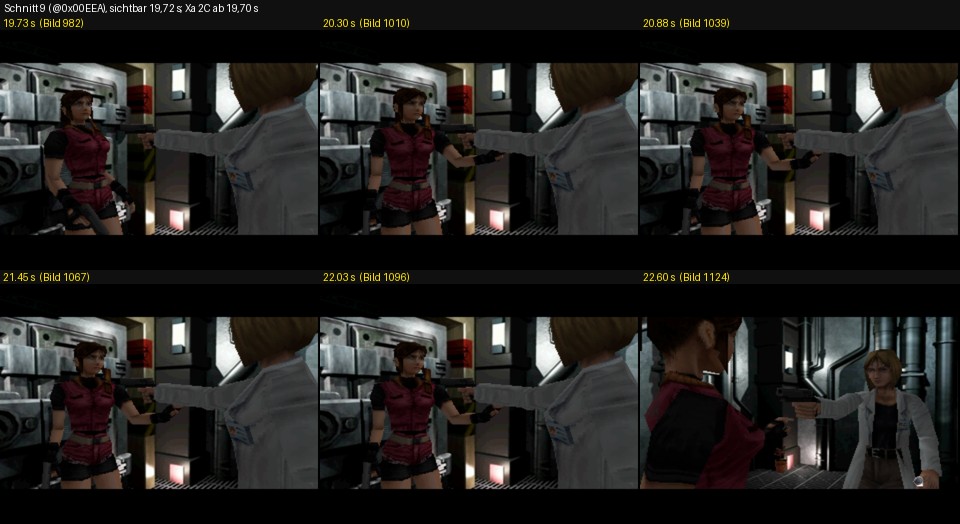 Schnitt 9 (@0x00EEA), sichtbar 19,72 s; Xa 2C ab 19,70 s
19.73 s (Bild 982)
20.30 s (Bild 1010)
20.88 s (Bild 1039)
21.45 s (Bild 1067)
22.03 s (Bild 1096)
22.60 s (Bild 1124)